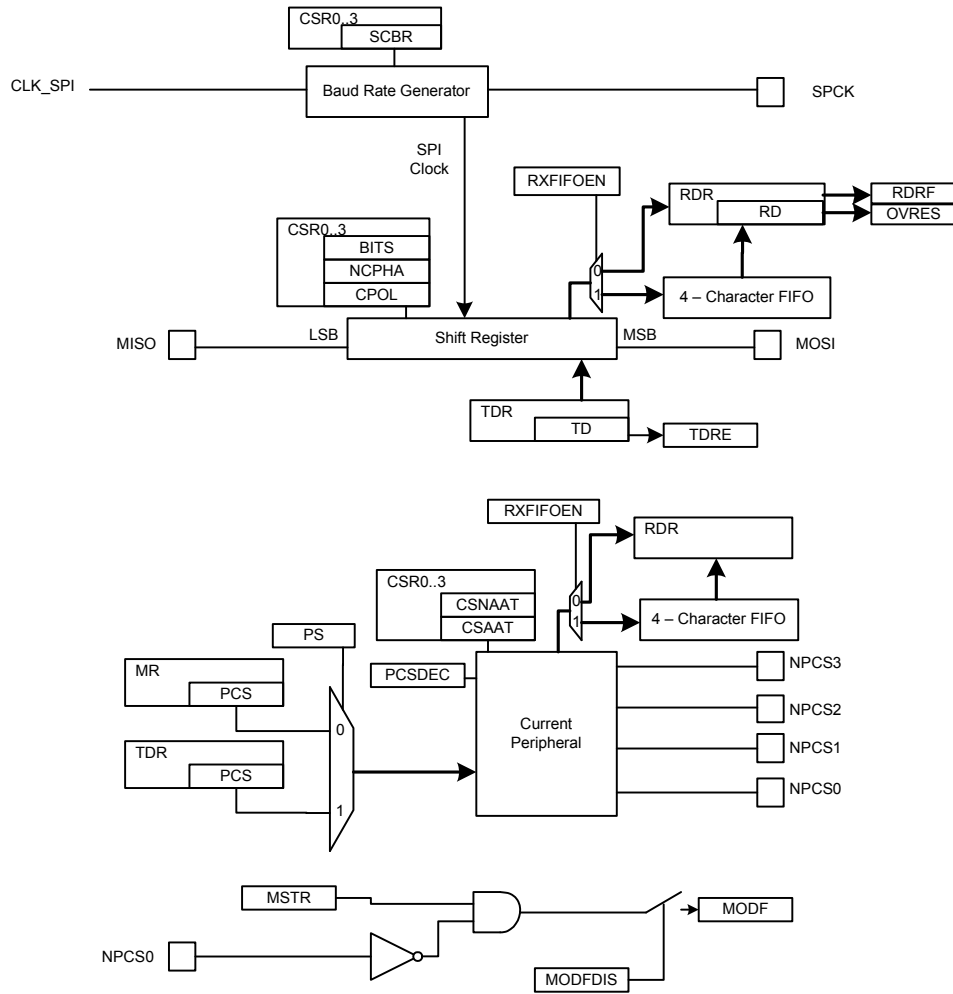 CSR0..3
SCBR
CLK_SPI
Baud Rate Generator
SPCK
SPI
Clock
RXFIFOEN
RDR
RD
RDRF
OVRES
CSR0..3
BITS
NCPHA
CPOL
0
1
4 – Character FIFO
MISO
LSB
Shift Register
MSB
MOSI
TDR
TD
TDRE
RXFIFOEN
RDR
CSR0..3
CSNAAT
CSAAT
0
1
4 – Character FIFO
PS
MR
PCS
PCSDEC
NPCS3
0
Current
Peripheral
NPCS2
TDR
PCS
NPCS1
1
NPCS0
MSTR
MODF
NPCS0
MODFDIS